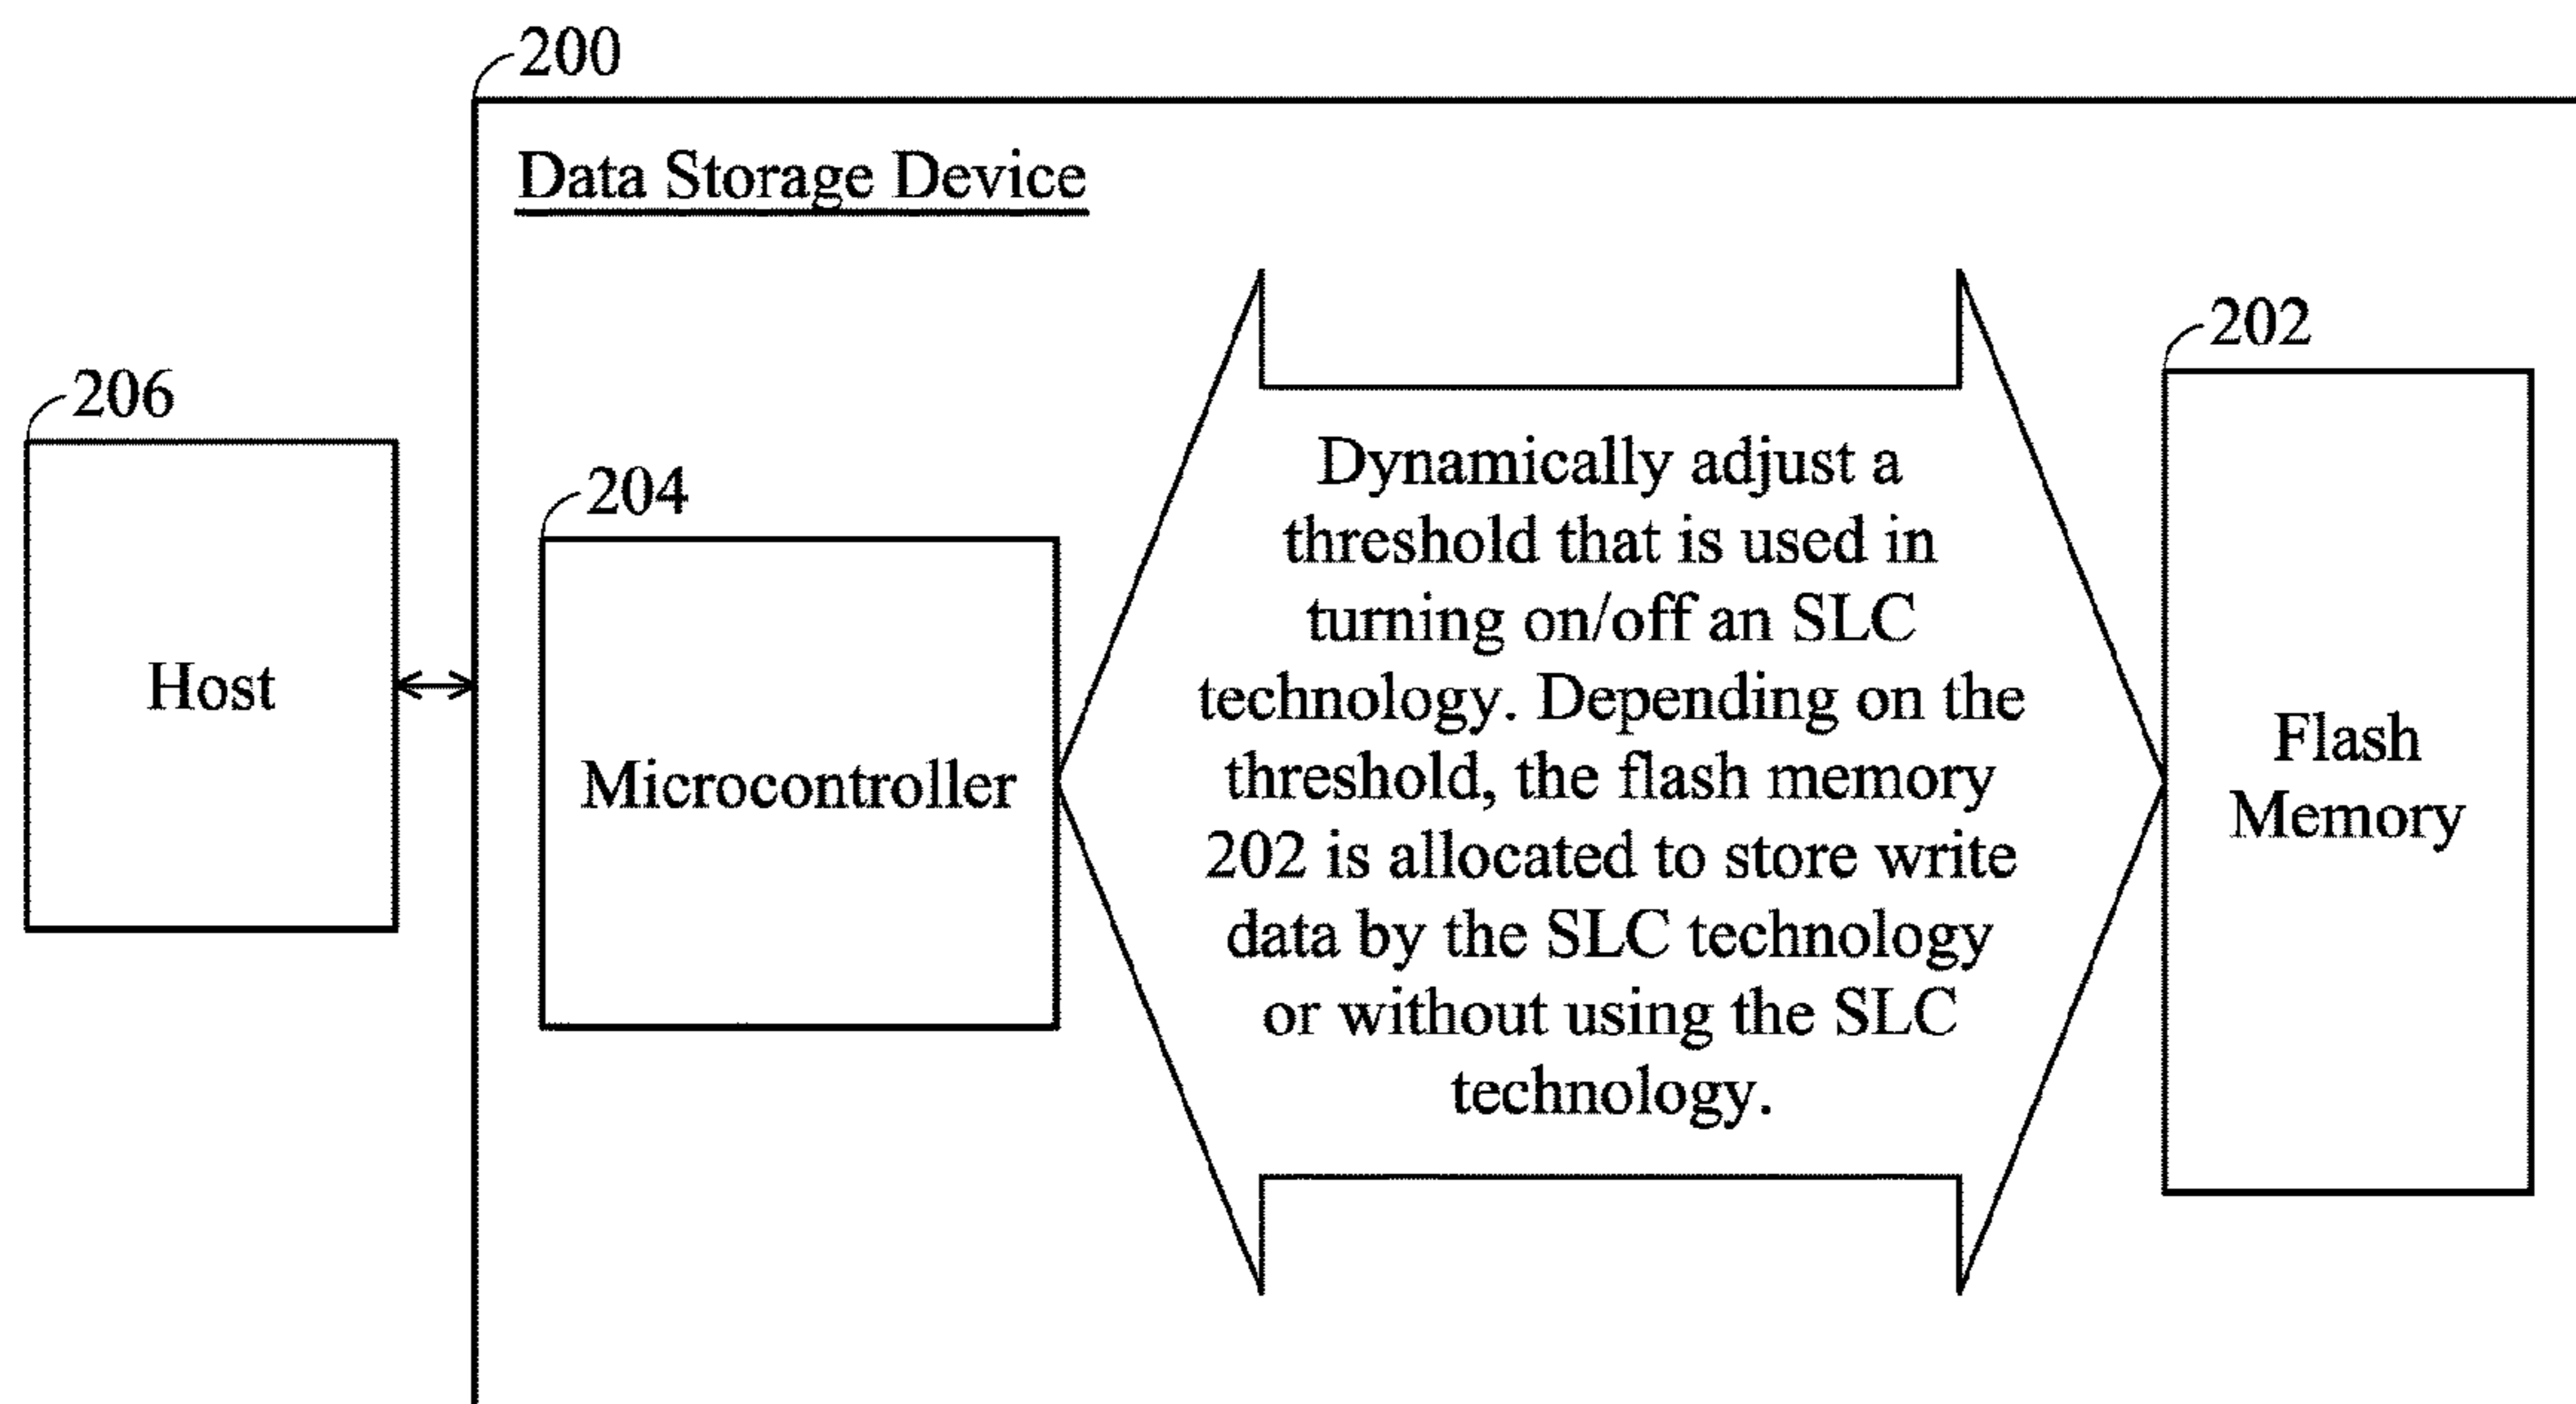 200
Data Storage Device
202
206
204
Dynamically adjust a
threshold that is used in
turning on/off an SLC
technology. Depending on the
threshold, the flash memory
202 is allocated to store write
data by the SLC technology
or without using the SLC
technology.
Host
Microcontroller
Flash
Memory